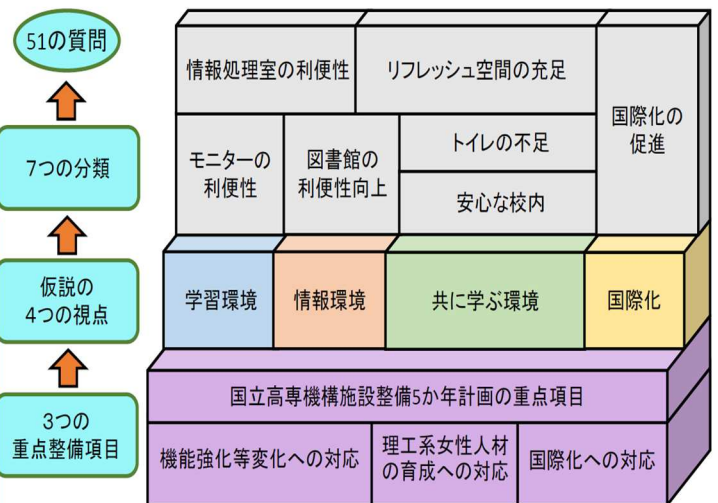 51の質問
7つの分類
仮説の
4つの視点
3つの
重点整備項目
情報処理室の利便性
リフレッシュ空間の充足
国際化の
促進
モニターの
利便性
図書館の
利便性向上
トイレの不足
安心な校内
学習環境
情報環境
共に学ぶ環境
国際化
国立高専機構施設整備5か年計画の重点項目
機能強化等変化への対応
理工系女性人材
の育成への対応
国際化への対応